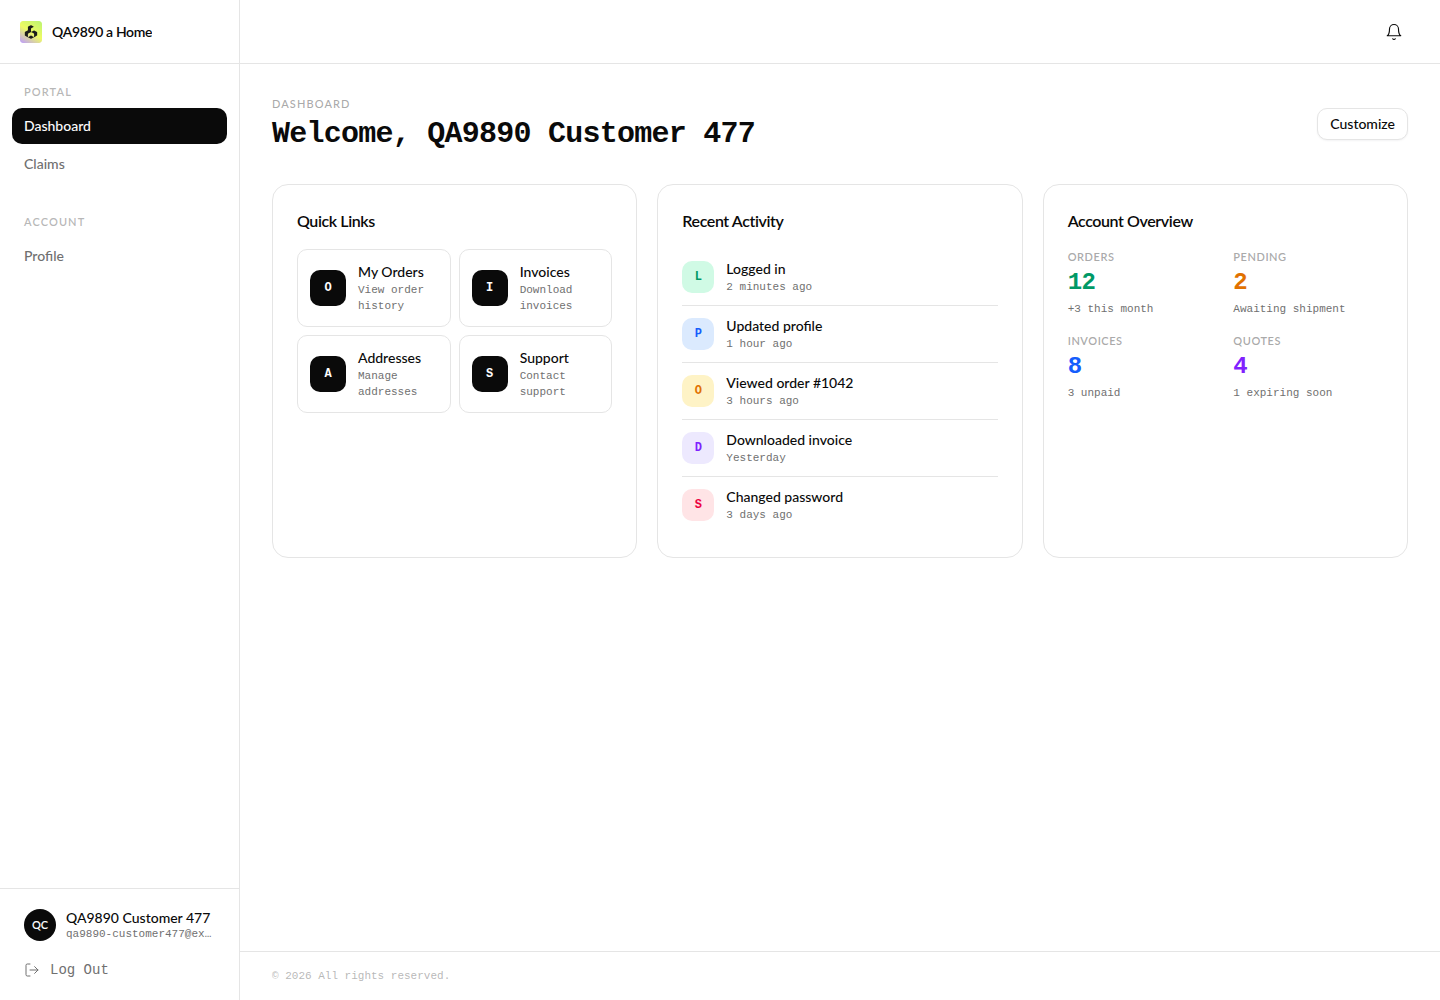 QA9890 a Home
PORTAL
Dashboard
Claims
ACCOUNT
Profile
QC
QA9890 Customer 477
qa9890-customer477@ex…
Log Out
DASHBOARD
Welcome, QA9890 Customer 477
Customize
Quick Links
O
My Orders
View order
history
I
Invoices
Download
invoices
A
Addresses
Manage
addresses
S
Support
Contact
support
Recent Activity
L
Logged in
2 minutes ago
P
Updated profile
1 hour ago
O
Viewed order #1042
3 hours ago
D
Downloaded invoice
Yesterday
S
Changed password
3 days ago
Account Overview
ORDERS
12
+3 this month
PENDING
2
Awaiting shipment
INVOICES
8
3 unpaid
QUOTES
4
1 expiring soon
© 2026 All rights reserved.